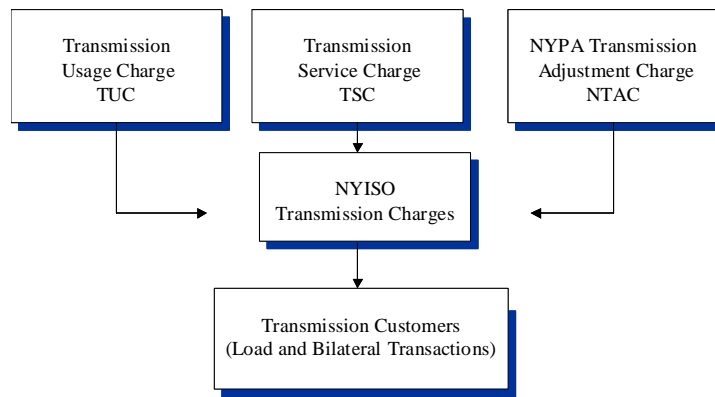 Transmission
Usage Charge
TUC
Transmission
Service Charge
TSC
NYPA Transmission
Adjustment Charge
NTAC
NYISO
Transmission Charges
Transmission Customers
(Load and Bilateral Transactions)